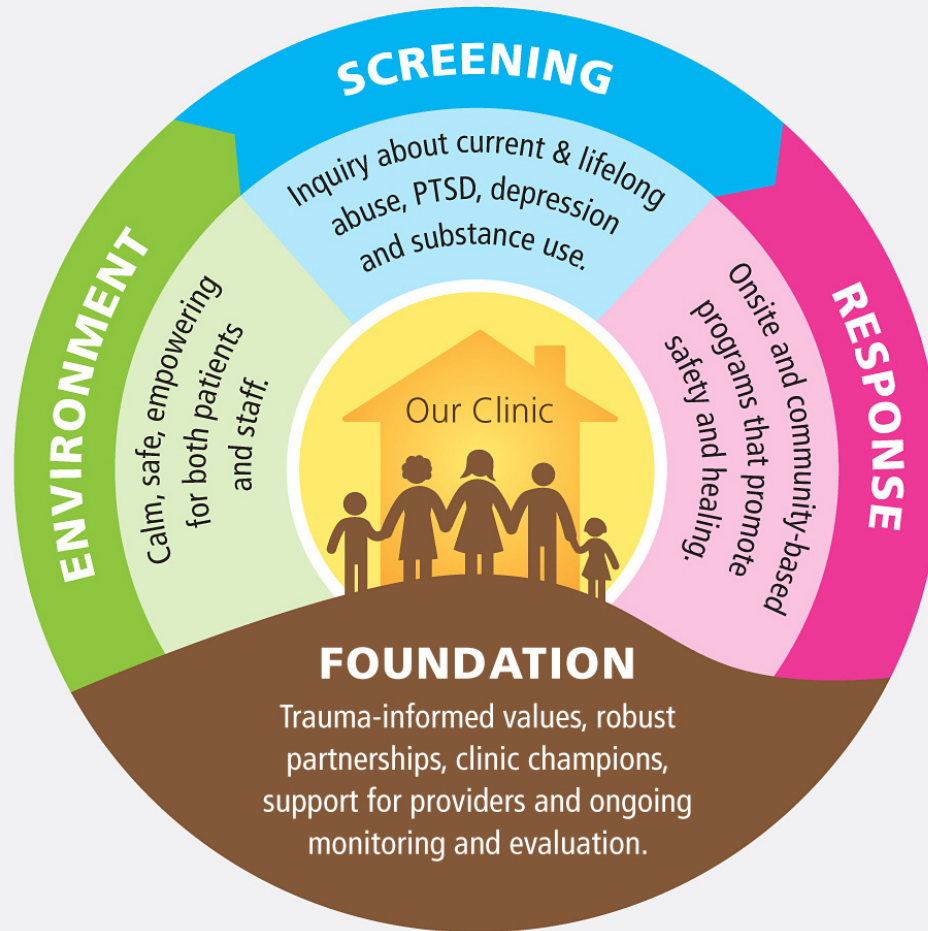 SCREENING
Inquiry about current & lifelong
abuse, PTSD, depression
and substance use.
ENVIRONMENT
Calm, safe, empowering
for both patients
and staff.
RESPONSE
Onsite and community-based
programs that promote
safety and healing.
Our Clinic
FOUNDATION
Trauma-informed values, robust
partnerships, clinic champions,
support for providers and ongoing
monitoring and evaluation.